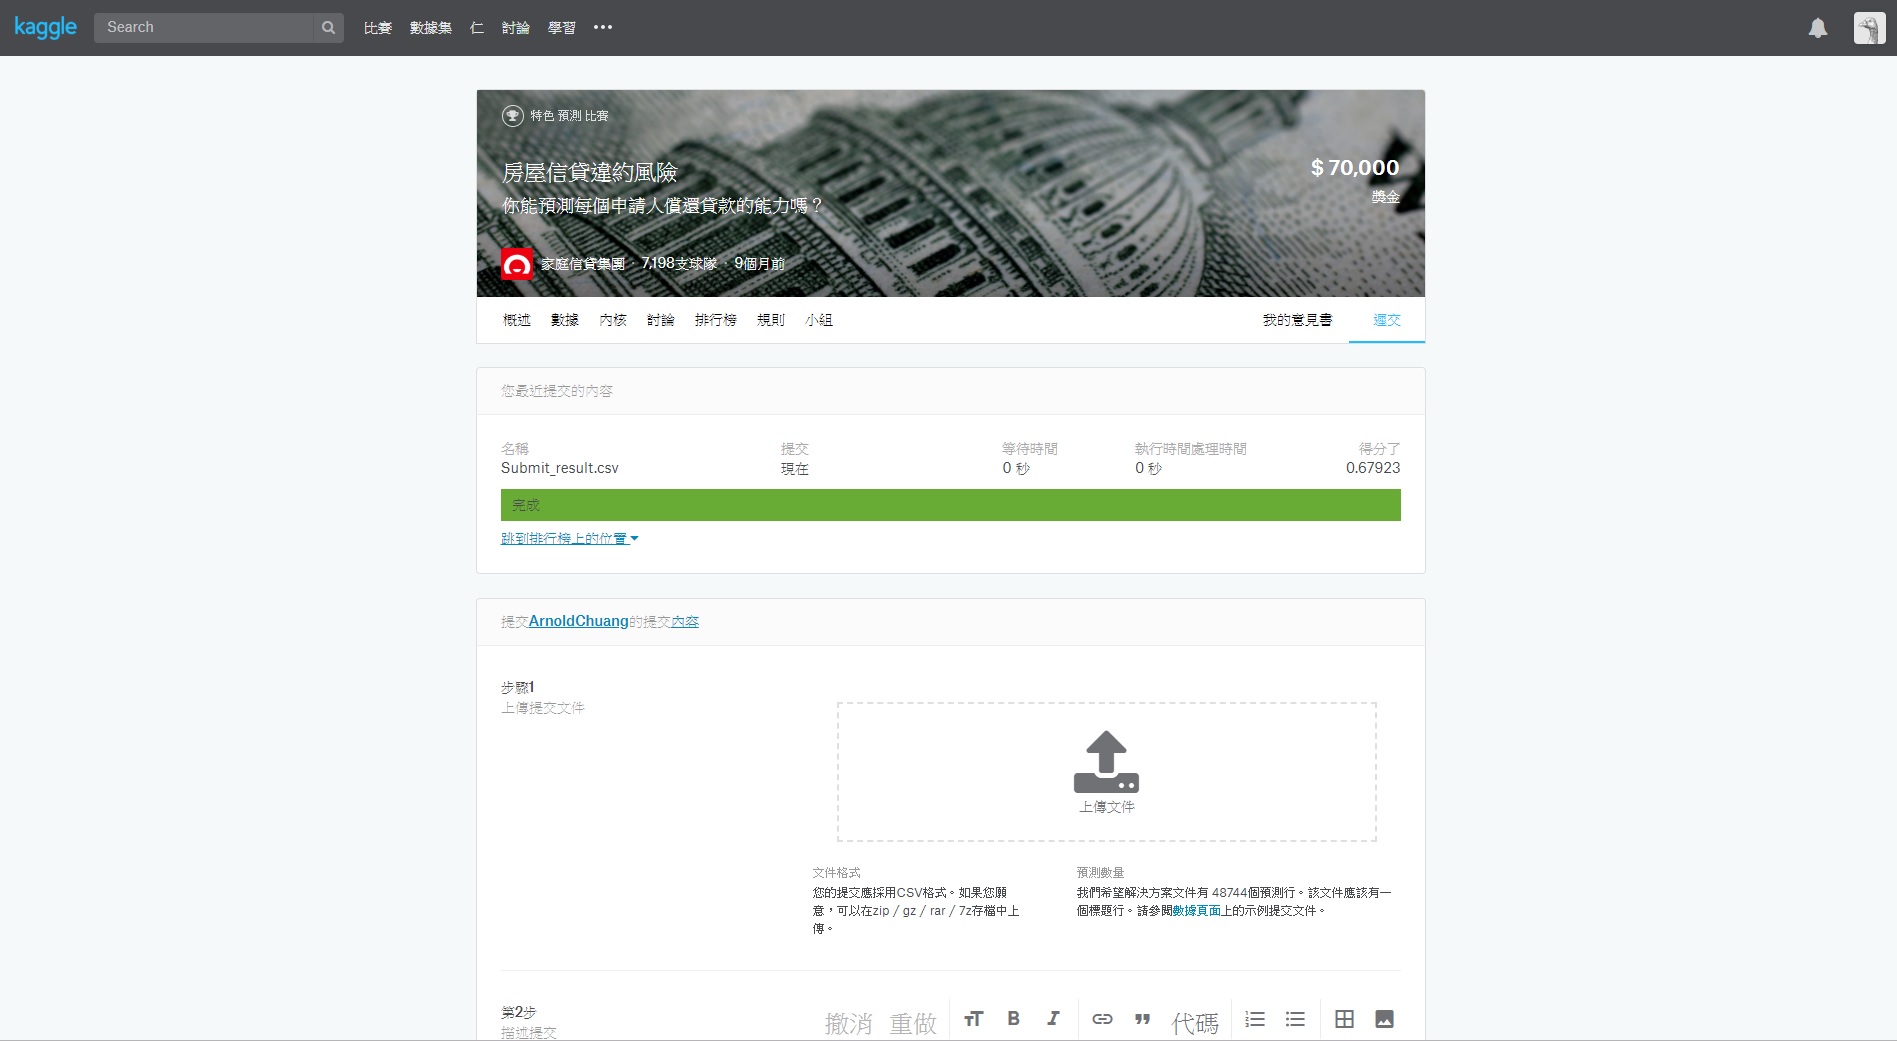 kaggle
Search
比賽 數據集 仁 討論 學習
特色 預測 比賽
房屋信貸違約風險
你能預測每個申請人償還貸款的能力嗎？
$ 70,000
獎金
家庭信貸集團 · 7,198支球隊 · 9個月前
概述 數據 內核 討論 排行榜 規則 小組 我的意見書 遲交
您最近提交的內容
名稱 提交 等待時間 執行時間處理時間 得分了
Submit_result.csv 現在 0 秒 0 秒 0.67923
完成
跳到排行榜上的位置
提交ArnoldChuang的提交內容
步驟1
上傳提交文件
上傳文件
文件格式
您的提交應採用CSV格式。如果您願
意，可以在zip / gz / rar / 7z存檔中上
傳。
預測數量
我們希望解決方案文件有 48744個預測行。該文件應該有一
個標題行。請參閱數據頁面上的示例提交文件。
第2步
描述提交
撤消 重做 代碼